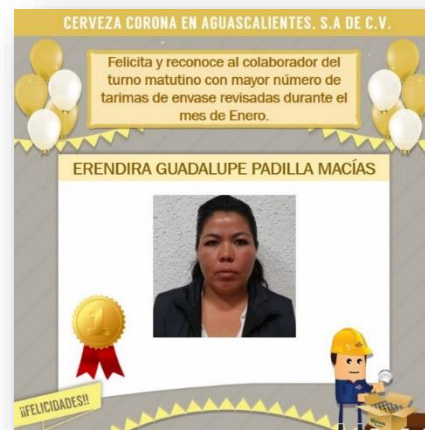 CERVEZA CORONA EN AGUASCALIENTES, S.A DE C.V.
Felicita y reconoce al colaborador del
turno matutino con mayor número de
tarimas de envase revisadas durante el
mes de Enero.
ERENDIRA GUADALUPE PADILLA MACÍAS
1
¡¡FELICIDADES!!